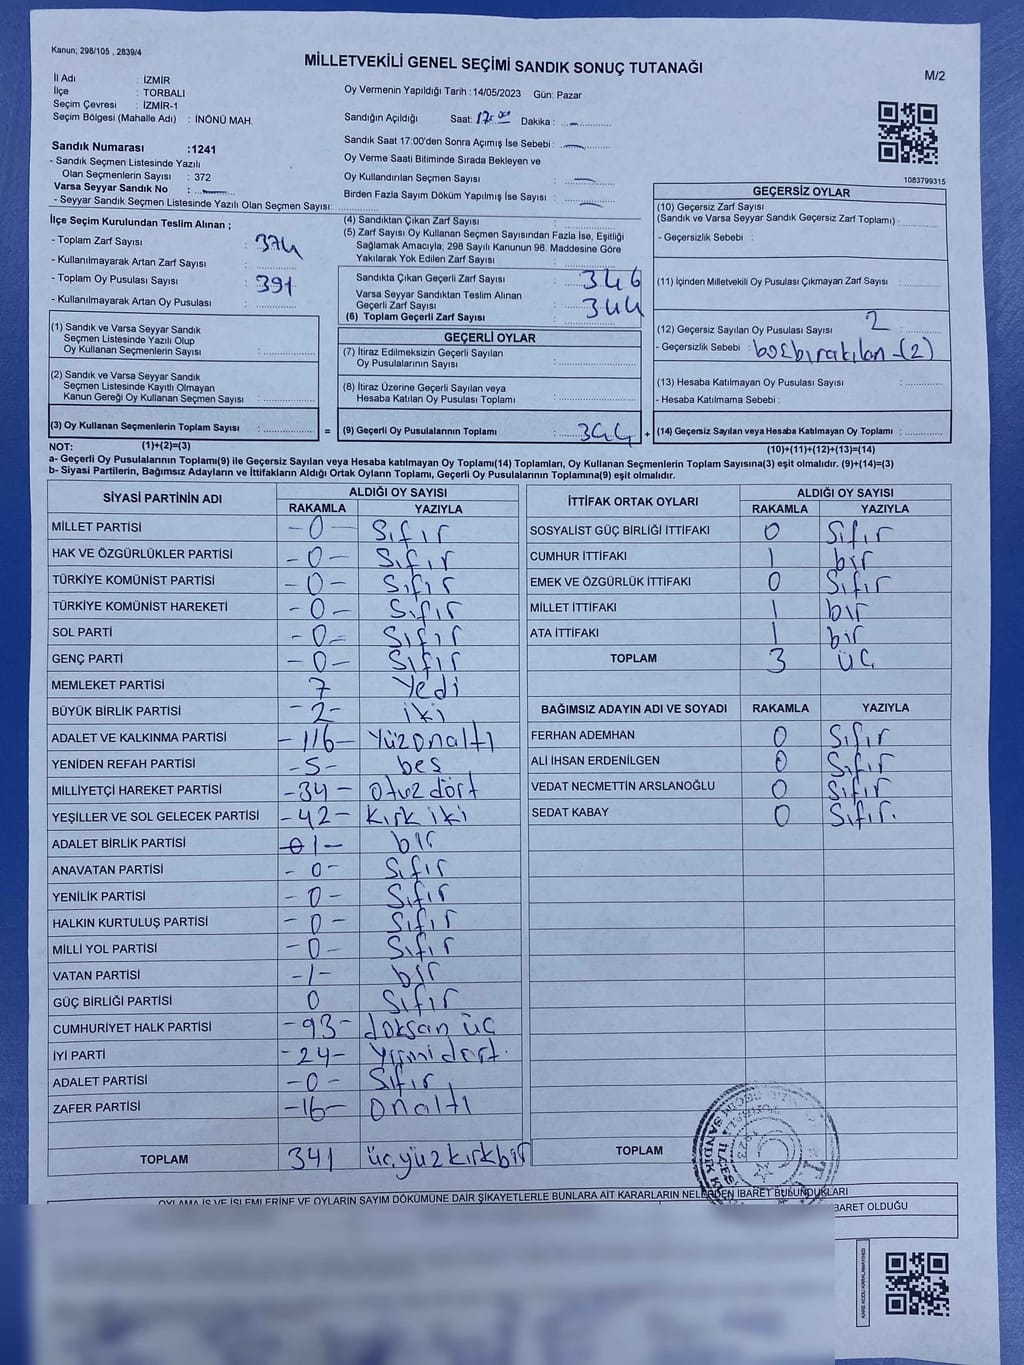 Kanun; 298/105 , 2839/4
MİLLETVEKİLİ GENEL SEÇİMİ SANDIK SONUÇ TUTANAĞI
M/2
İl Adı : İZMİR
İlçe : TORBALI
Seçim Çevresi : İZMİR-1
Seçim Bölgesi (Mahalle Adı) : İNÖNÜ MAH.
Sandık Numarası :1241
- Sandık Seçmen Listesinde Yazılı
Olan Seçmenlerin Sayısı : 372
Varsa Seyyar Sandık No :
- Seyyar Sandık Seçmen Listesinde Yazılı Olan Seçmen Sayısı:
Oy Vermenin Yapıldığı Tarih :14/05/2023 Gün: Pazar
Sandığın Açıldığı Saat: 17:00 Dakika :
Sandık Saat 17:00'den Sonra Açımış İse Sebebi :
Oy Verme Saati Bitiminde Sırada Bekleyen ve
Oy Kullandırılan Seçmen Sayısı :
Birden Fazla Sayım Döküm Yapılmış İse Sayısı :
1083799315
İlçe Seçim Kurulundan Teslim Alınan ;
- Toplam Zarf Sayısı : 374
- Kullanılmayarak Artan Zarf Sayısı :
- Toplam Oy Pusulası Sayısı : 391
- Kullanılmayarak Artan Oy Pusulası :
(1) Sandık ve Varsa Seyyar Sandık
Seçmen Listesinde Yazılı Olup
Oy Kullanan Seçmenlerin Sayısı :
(2) Sandık ve Varsa Seyyar Sandık
Seçmen Listesinde Kayıtlı Olmayan
Kanun Gereği Oy Kullanan Seçmen Sayısı :
(3) Oy Kullanan Seçmenlerin Toplam Sayısı :
(4) Sandıktan Çıkan Zarf Sayısı :
(5) Zarf Sayısı Oy Kullanan Seçmen Sayısından Fazla İse, Eşitliği
Sağlamak Amacıyla; 298 Sayılı Kanunun 98. Maddesine Göre
Yakılarak Yok Edilen Zarf Sayısı :
Sandıkta Çıkan Geçerli Zarf Sayısı : 346
Varsa Seyyar Sandıktan Teslim Alınan
Geçerli Zarf Sayısı :
(6) Toplam Geçerli Zarf Sayısı : 344
GEÇERLİ OYLAR
(7) İtiraz Edilmeksizin Geçerli Sayılan
Oy Pusulalarının Sayısı :
(8) İtiraz Üzerine Geçerli Sayılan veya
Hesaba Katılan Oy Pusulası Toplamı :
= (9) Geçerli Oy Pusulalarının Toplamı : 344 +
GEÇERSİZ OYLAR
(10) Geçersiz Zarf Sayısı
(Sandık ve Varsa Seyyar Sandık Geçersiz Zarf Toplamı) :
- Geçersizlik Sebebi :
(11) İçinden Milletvekili Oy Pusulası Çıkmayan Zarf Sayısı :
(12) Geçersiz Sayılan Oy Pusulası Sayısı : 2
- Geçersizlik Sebebi : boş bırakılan -(2)
(13) Hesaba Katılmayan Oy Pusulası Sayısı :
- Hesaba Katılmama Sebebi :
(14) Geçersiz Sayılan veya Hesaba Katılmayan Oy Toplamı :
NOT: (1)+(2)=(3)
(10)+(11)+(12)+(13)=(14)
a- Geçerli Oy Pusulalarının Toplamı(9) ile Geçersiz Sayılan veya Hesaba katılmayan Oy Toplamı(14) Toplamları, Oy Kullanan Seçmenlerin Toplam Sayısına(3) eşit olmalıdır. (9)+(14)=(3)
b- Siyasi Partilerin, Bağımsız Adayların ve İttifakların Aldığı Ortak Oyların Toplamı, Geçerli Oy Pusulalarının Toplamına(9) eşit olmalıdır.
SİYASİ PARTİNİN ADI ALDIĞI OY SAYISI
RAKAMLA YAZIYLA
MİLLET PARTİSİ -0- Sıfır
HAK VE ÖZGÜRLÜKLER PARTİSİ -0- Sıfır
TÜRKİYE KOMÜNİST PARTİSİ -0- Sıfır
TÜRKİYE KOMÜNİST HAREKETİ -0- Sıfır
SOL PARTİ -0- Sıfır
GENÇ PARTİ -0- Sıfır
MEMLEKET PARTİSİ 7 Yedi
BÜYÜK BİRLİK PARTİSİ -2- iki
ADALET VE KALKINMA PARTİSİ -116- Yüzonaltı
YENİDEN REFAH PARTİSİ -5- beş
MİLLİYETÇİ HAREKET PARTİSİ -34- otuz dört
YEŞİLLER VE SOL GELECEK PARTİSİ -42- Kırk iki
ADALET BİRLİK PARTİSİ 1- bir
ANAVATAN PARTİSİ -0- Sıfır
YENİLİK PARTİSİ -0- Sıfır
HALKIN KURTULUŞ PARTİSİ -0- Sıfır
MİLLİ YOL PARTİSİ -0- Sıfır
VATAN PARTİSİ -1- bir
GÜÇ BİRLİĞİ PARTİSİ 0 Sıfır
CUMHURİYET HALK PARTİSİ -93- doksan üç
İYİ PARTİ -24- Yirmi dört.
ADALET PARTİSİ -0- Sıfır
ZAFER PARTİSİ -16- onaltı
TOPLAM 341 üçyüzkırkbir
İTTİFAK ORTAK OYLARI ALDIĞI OY SAYISI
RAKAMLA YAZIYLA
SOSYALİST GÜÇ BİRLİĞİ İTTİFAKI 0 Sıfır
CUMHUR İTTİFAKI 1 bir
EMEK VE ÖZGÜRLÜK İTTİFAKI 0 Sıfır
MİLLET İTTİFAKI 1 bir
ATA İTTİFAKI 1 bir
TOPLAM 3 üç
BAĞIMSIZ ADAYIN ADI VE SOYADI RAKAMLA YAZIYLA
FERHAN ADEMHAN 0 Sıfır
ALİ İHSAN ERDENİLGEN 0 Sıfır
VEDAT NECMETTİN ARSLANOĞLU 0 Sıfır
SEDAT KABAY 0 Sıfır.
TOPLAM
OYLAMA İŞ VE İŞLEMLERİNE VE OYLARIN SAYIM DÖKÜMÜNE DAİR ŞİKAYETLERLE BUNLARA AİT KARARLARIN NELERDEN İBARET BULUNDUKLARI
BARET OLDUĞU